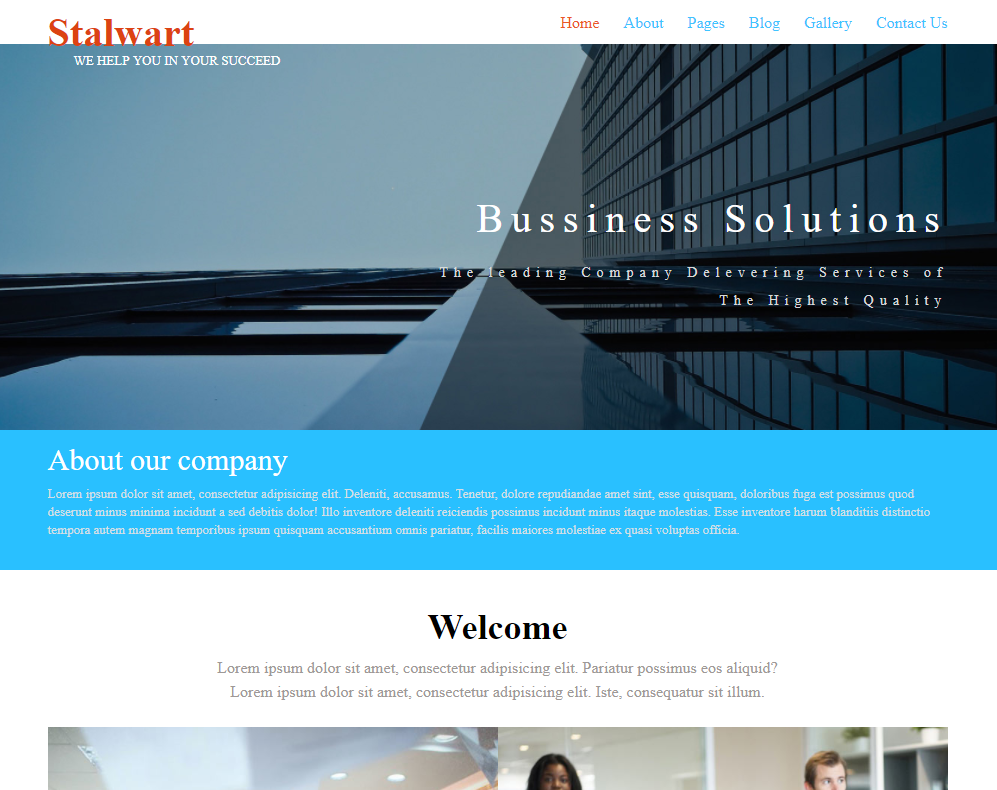 Stalwart
Home About Pages Blog Gallery Contact Us
WE HELP YOU IN YOUR SUCCEED
Bussiness Solutions
The leading Company Delevering Services of
The Highest Quality
About our company
Lorem ipsum dolor sit amet, consectetur adipisicing elit. Deleniti, accusamus. Tenetur, dolore repudiandae amet sint, esse quisquam, doloribus fuga est possimus quod
deserunt minus minima incidunt a sed debitis dolor! Illo inventore deleniti reiciendis possimus incidunt minus itaque molestias. Esse inventore harum blanditiis distinctio
tempora autem magnam temporibus ipsum quisquam accusantium omnis pariatur, facilis maiores molestiae ex quasi voluptas officia.
Welcome
Lorem ipsum dolor sit amet, consectetur adipisicing elit. Pariatur possimus eos aliquid?
Lorem ipsum dolor sit amet, consectetur adipisicing elit. Iste, consequatur sit illum.